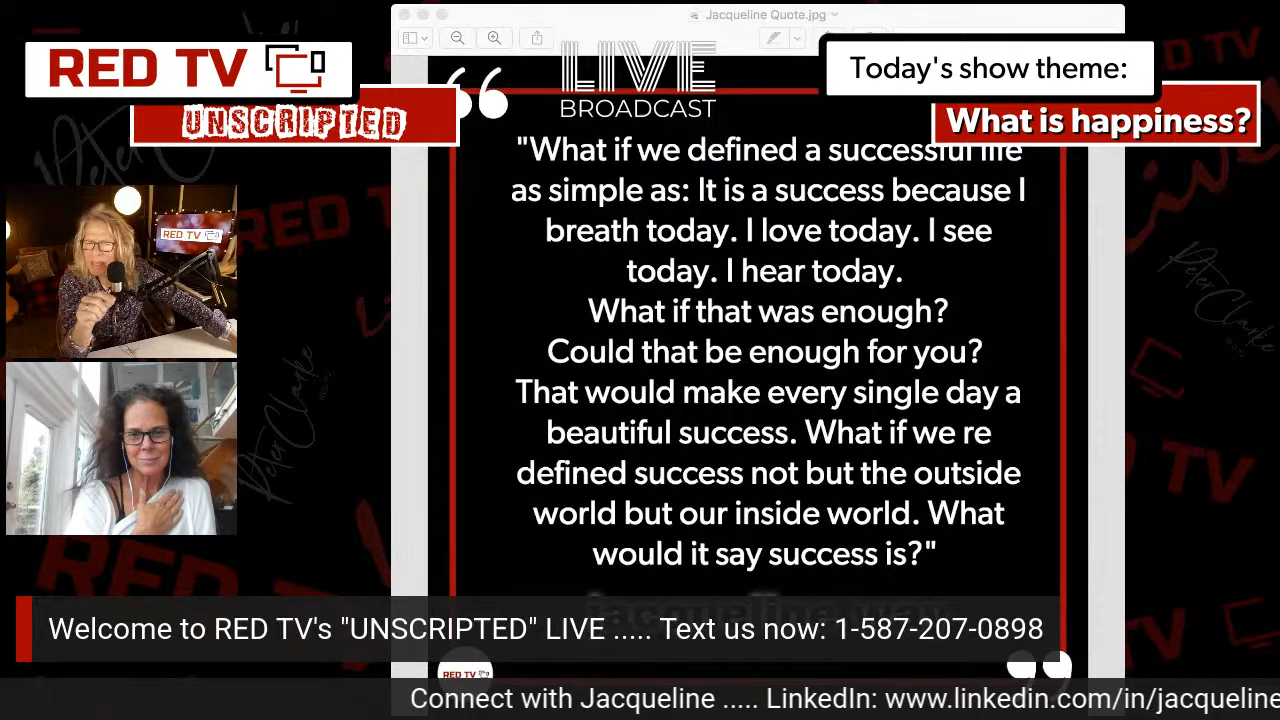 Jacqueline Quote.jpg
RED TV
UNSCRIPTED
LIVE
BROADCAST
Today's show theme:
What is happiness?
"What if we defined a successful life
as simple as: It is a success because I
breath today. I love today. I see
today. I hear today.
What if that was enough?
Could that be enough for you?
That would make every single day a
beautiful success. What if we re
defined success not but the outside
world but our inside world. What
would it say success is?"
RED TV
Welcome to RED TV's "UNSCRIPTED" LIVE ..... Text us now: 1-587-207-0898
RED TV
Connect with Jacqueline ..... LinkedIn: www.linkedin.com/in/jacqueline